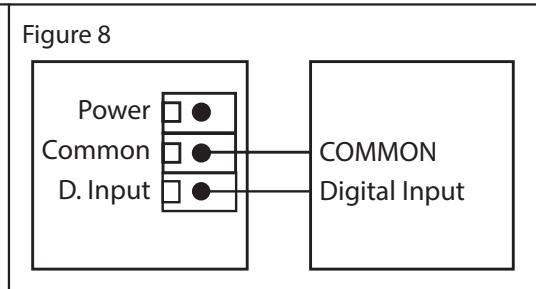 Figure 8
Power
Common
COMMON
D. Input
Digital Input